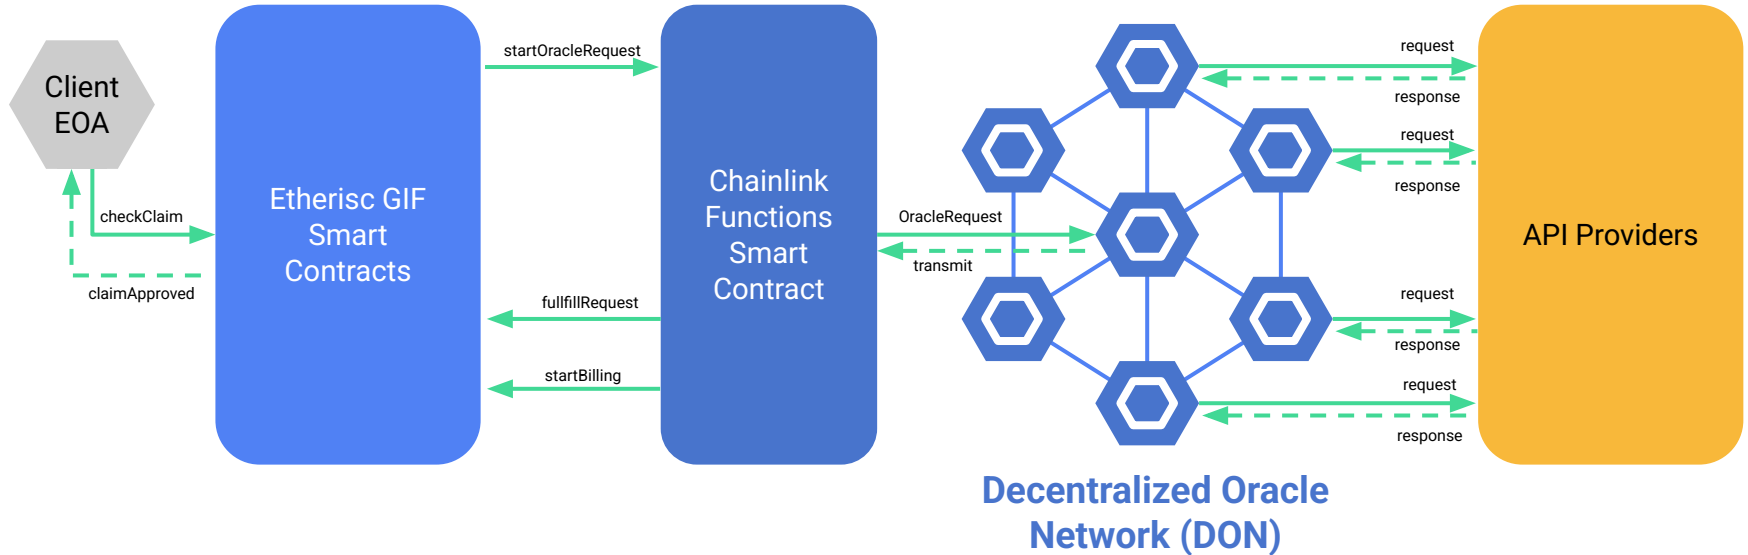 Client
EOA
checkClaim
claimApproved
Etherisc GIF
Smart
Contracts
startOracleRequest
fullfillRequest
startBilling
Chainlink
Functions
Smart
Contract
OracleRequest
transmit
Decentralized Oracle
Network (DON)
request
response
request
response
request
response
request
response
API Providers